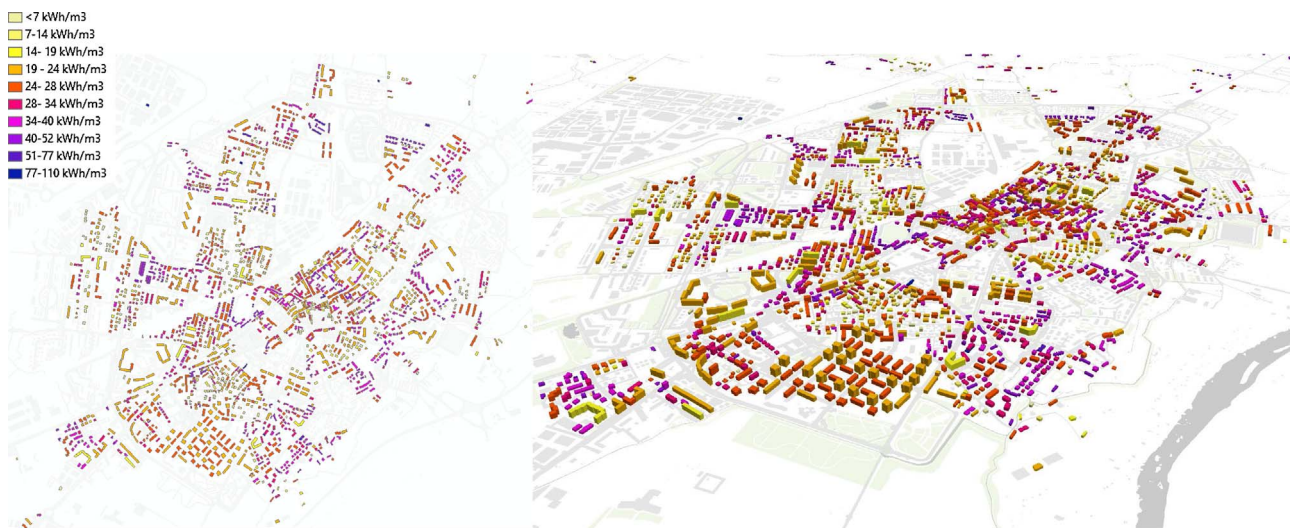 <7 kWh/m3
7-14 kWh/m3
14- 19 kWh/m3
19 - 24 kWh/m3
24- 28 kWh/m3
28- 34 kWh/m3
34-40 kWh/m3
40-52 kWh/m3
51-77 kWh/m3
77-110 kWh/m3